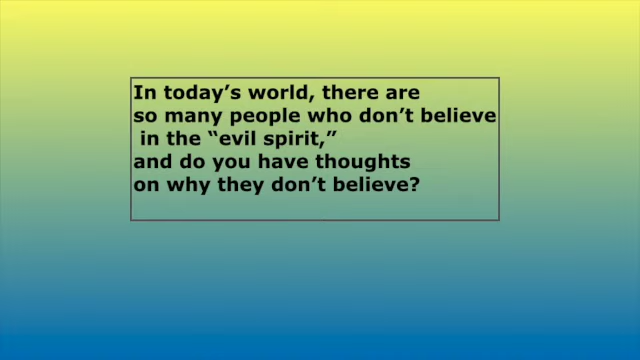 In today’s world, there are
so many people who don’t believe
in the “evil spirit,”
and do you have thoughts
on why they don’t believe?